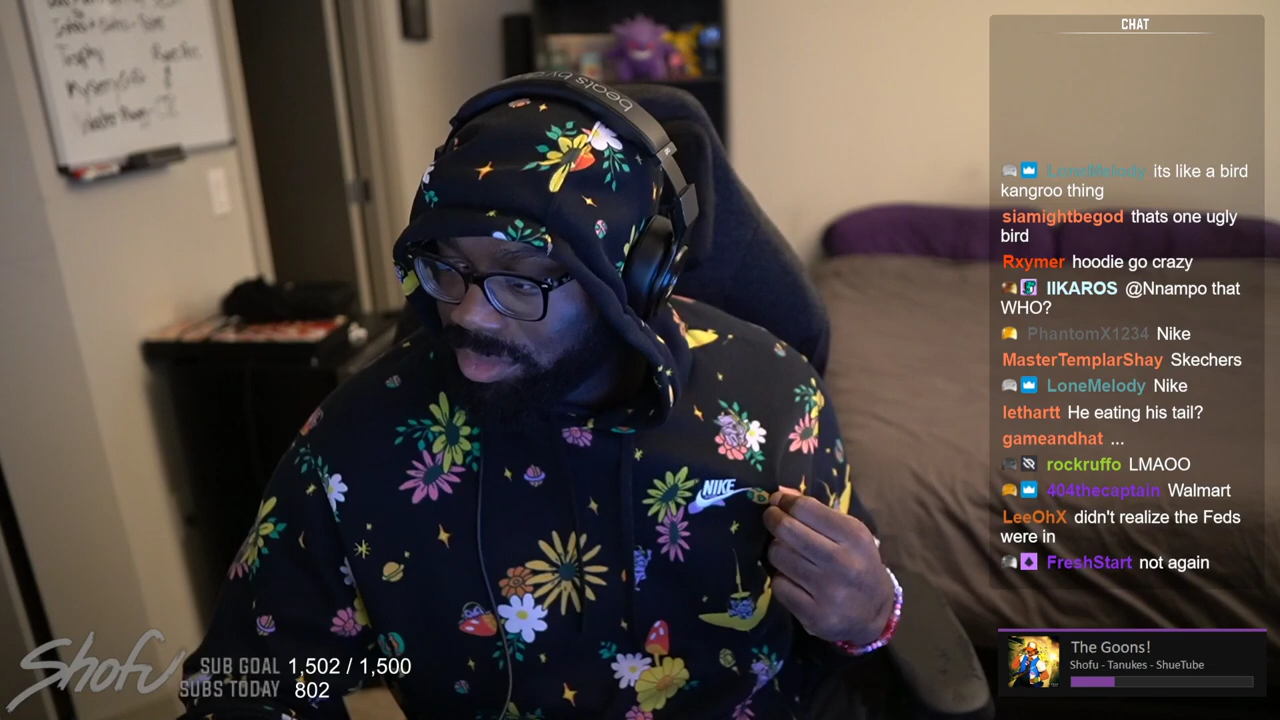 beats by
CHAT
LoneMelody its like a bird
kangroo thing
siamightbegod thats one ugly
bird
Rxymer hoodie go crazy
IIKAROS @Nnampo that
WHO?
PhantomX1234 Nike
MasterTemplarShay Skechers
LoneMelody Nike
lethartt He eating his tail?
gameandhat ...
rockruffo LMAOO
404thecaptain Walmart
LeeOhX didn't realize the Feds
were in
FreshStart not again
NIKE
Shofu
SUB GOAL 1,502 / 1,500
SUBS TODAY 802
The Goons!
Shofu - Tanukes - ShueTube